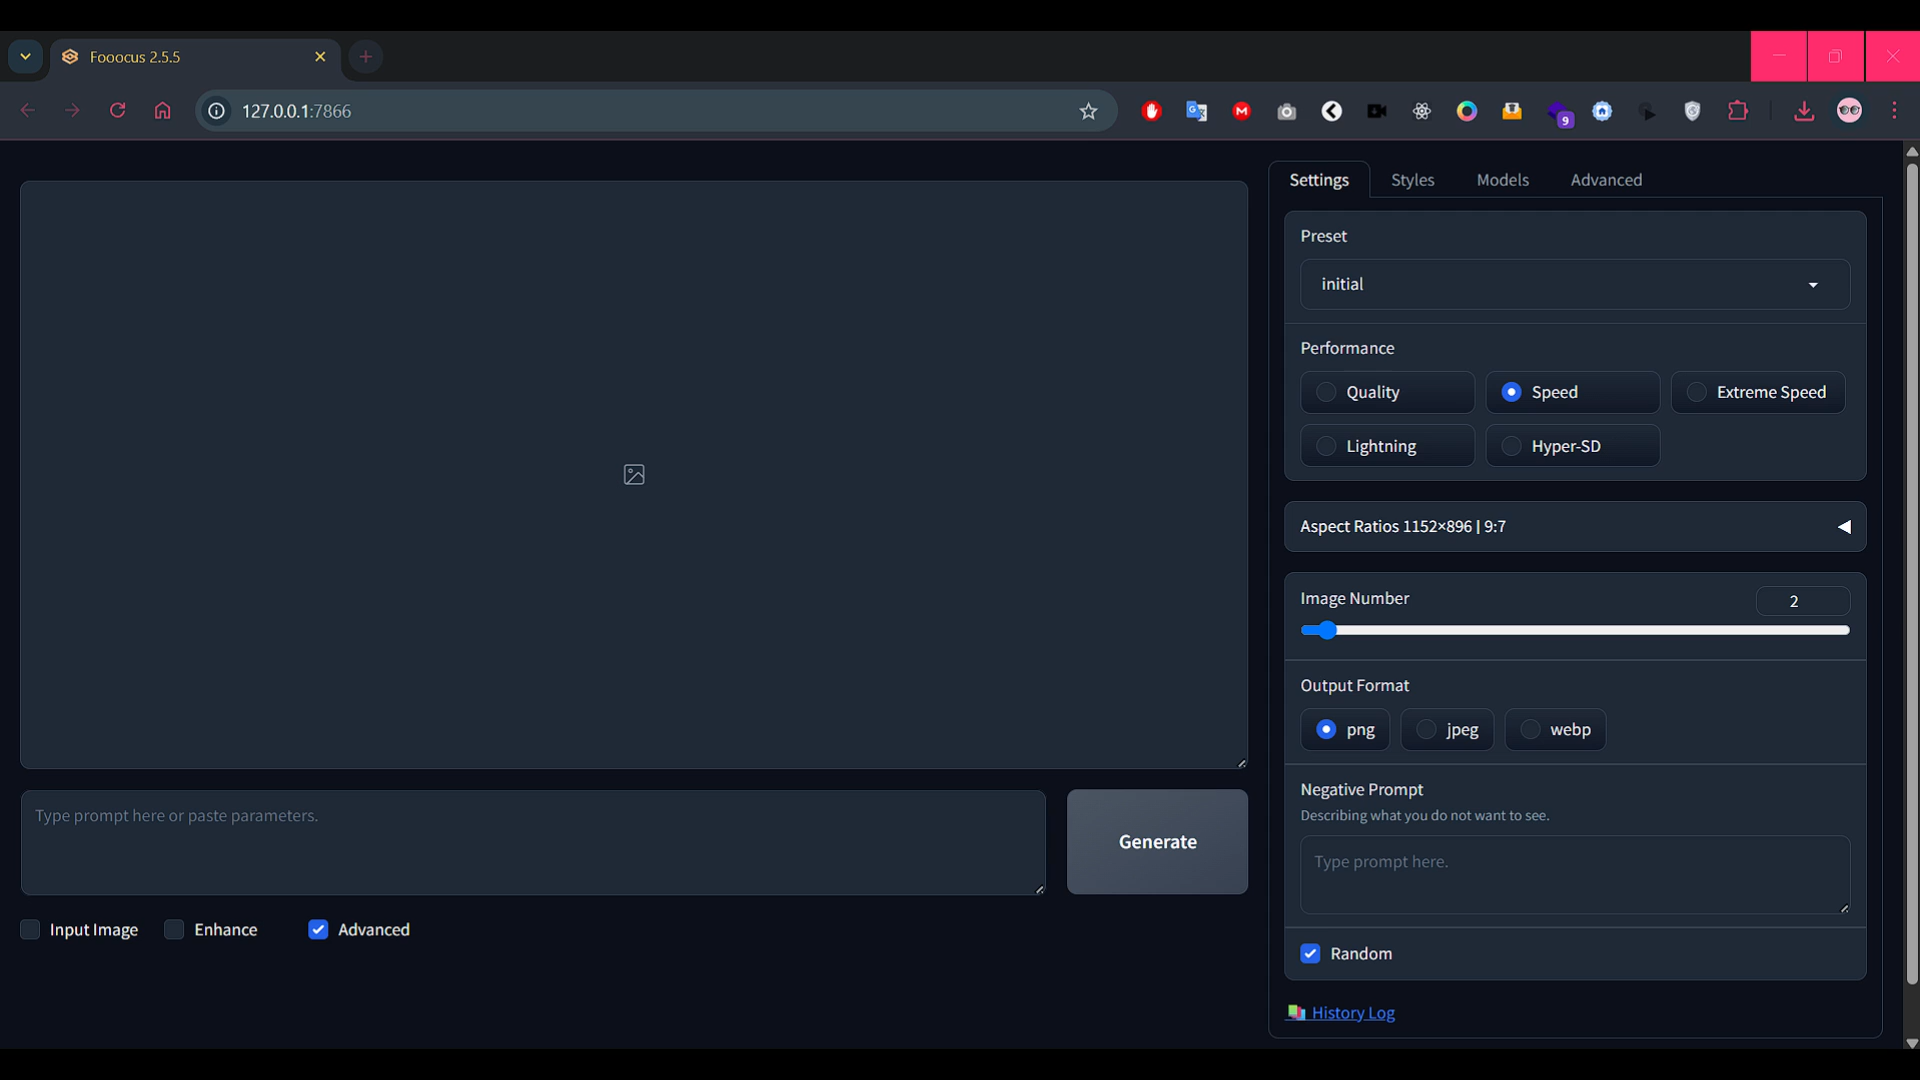 Fooocus 2.5.5
127.0.0.1:7866
9
Settings
Styles
Models
Advanced
Preset
initial
Performance
Quality
Speed
Extreme Speed
Lightning
Hyper-SD
Aspect Ratios 1152×896 | 9:7
Image Number
2
Output Format
png
jpeg
webp
Negative Prompt
Describing what you do not want to see.
Type prompt here.
Random
History Log
Type prompt here or paste parameters.
Generate
Input Image
Enhance
Advanced